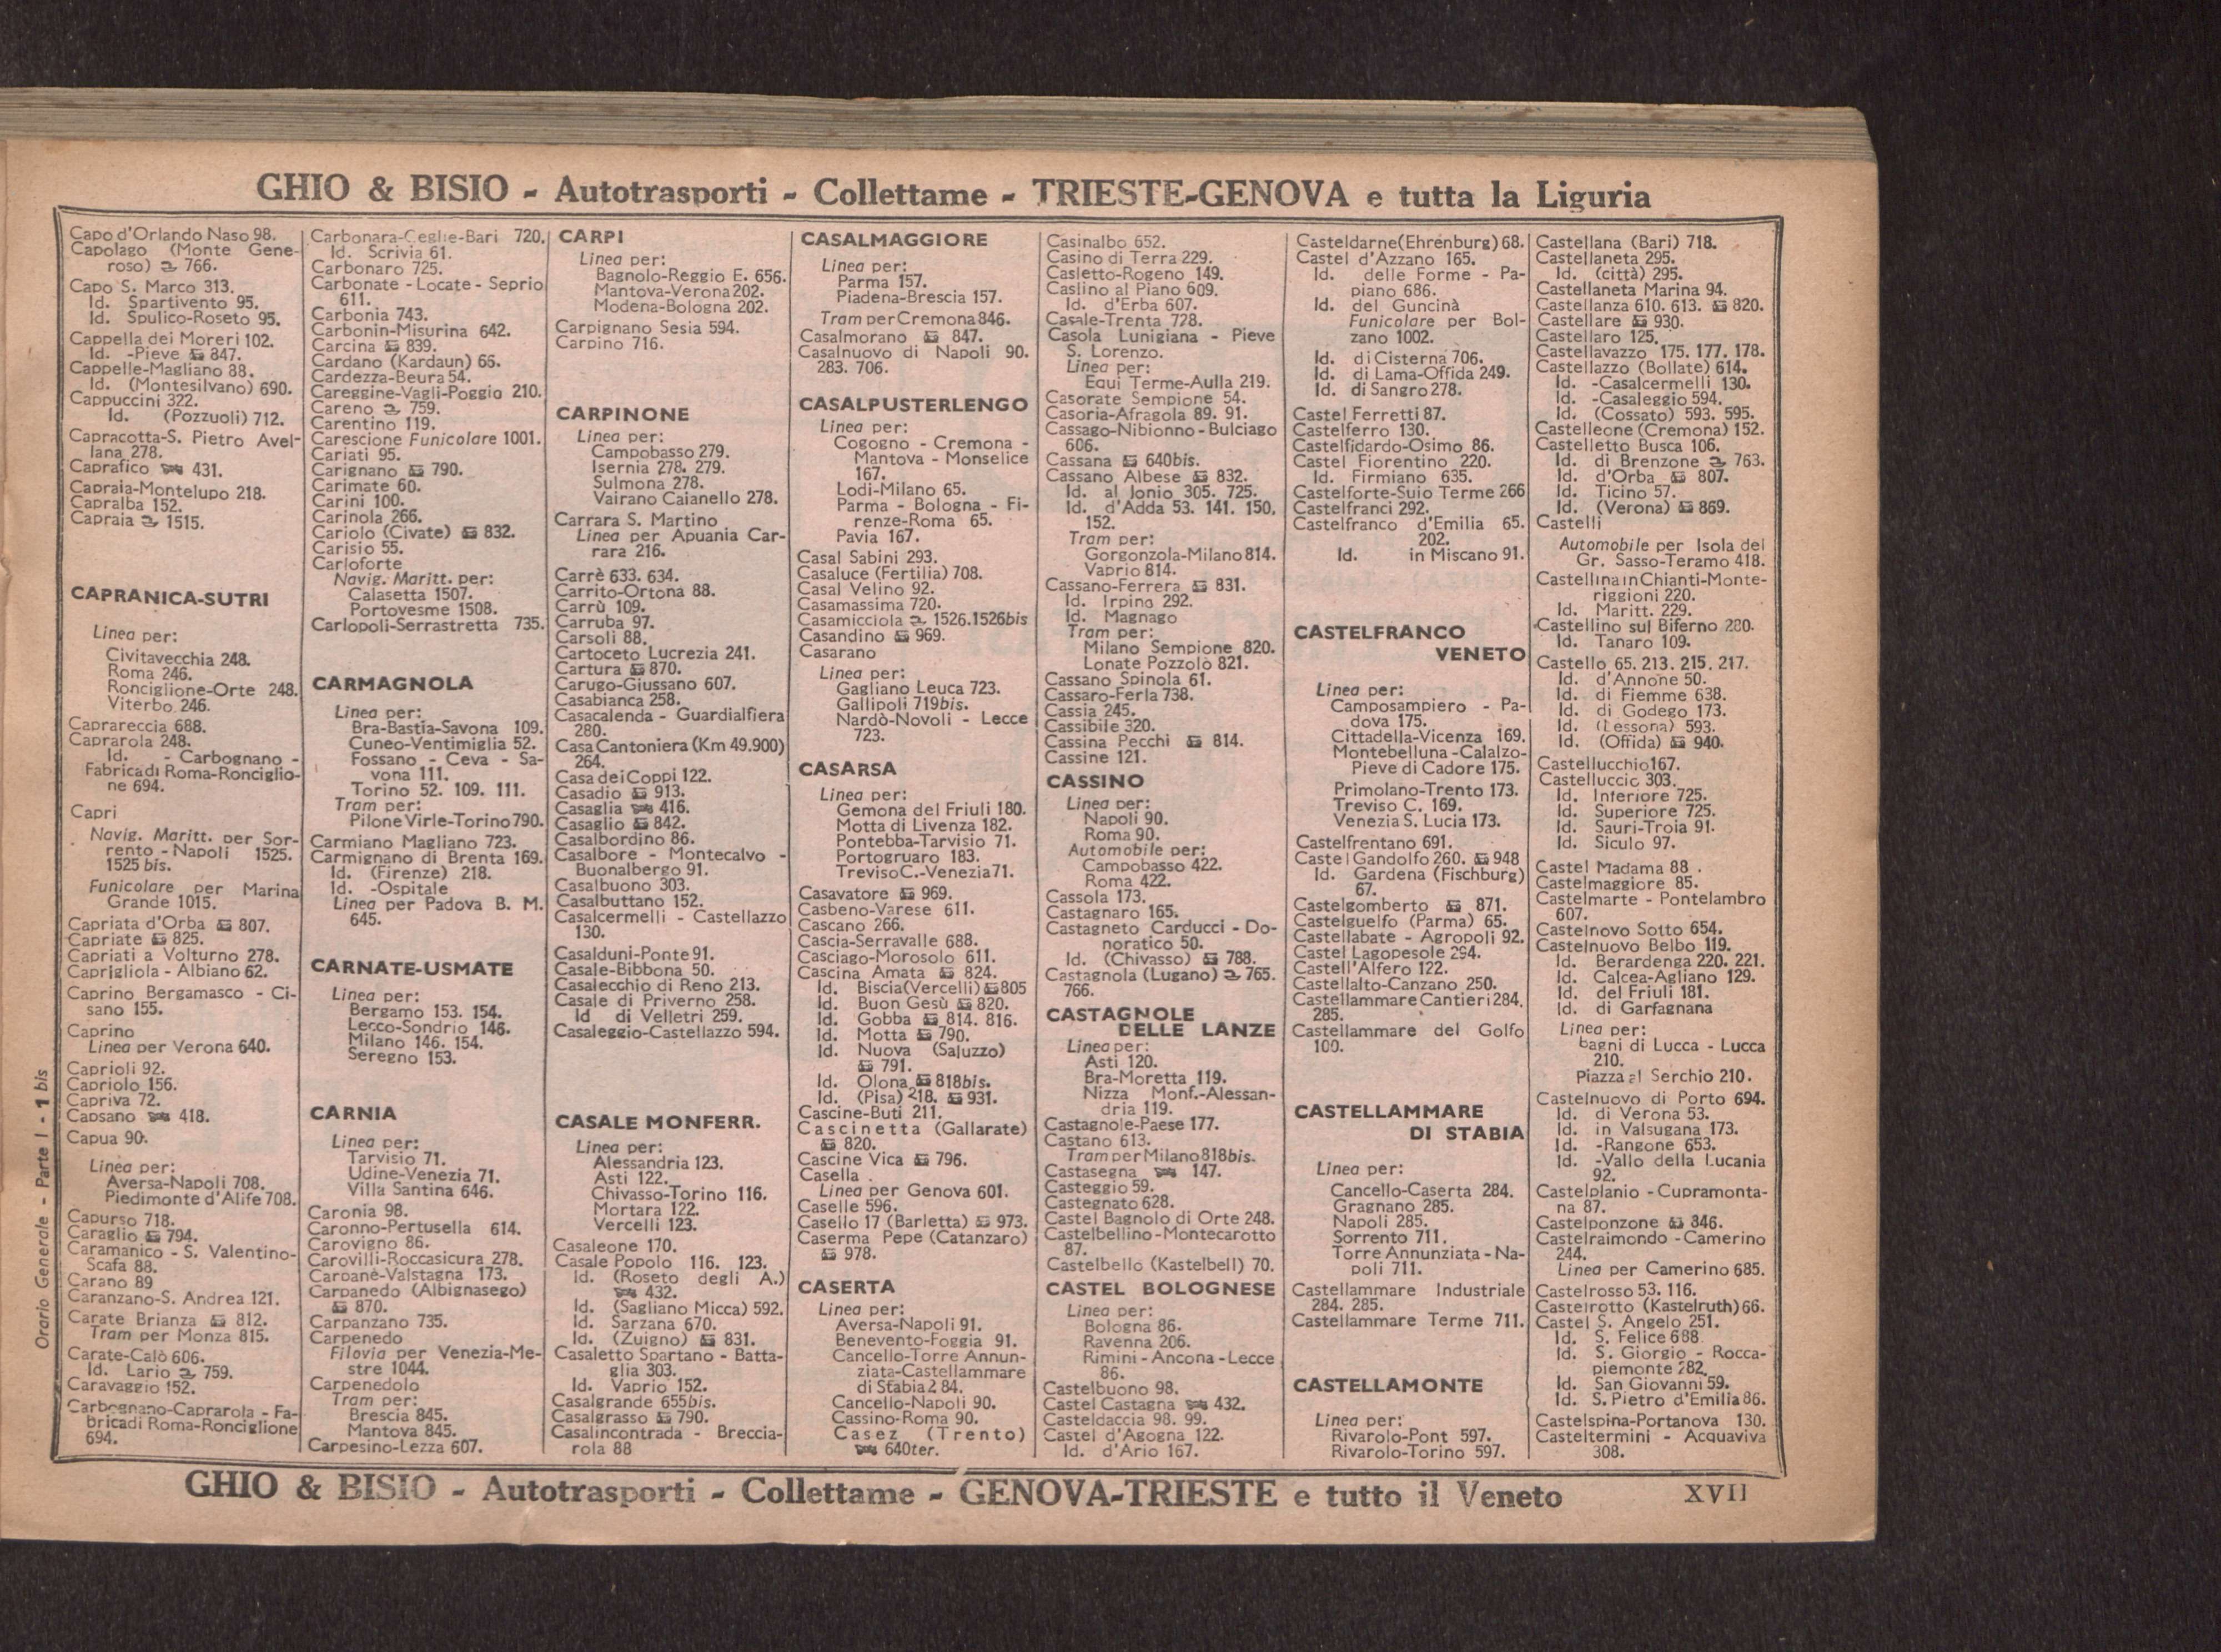 GHIO & BISIO - Autotrasporti - Collettame - TRIESTE-GENOVA e tutta la Liguria
Capo d'Orlando Naso 98.
Capolago (Monte Gene-
roso) 766.
Capo S. Marco 313.
Id. Spartivento 95.
Id. Spulico-Roseto 95.
Cappella dei Moreri 102.
Id. -Pieve 847.
Cappelle-Magliano 88.
Id. (Montesilvano) 690.
Cappuccini 322.
Id. (Pozzuoli) 712.
Capracotta-S. Pietro Avel-
lana 278.
Caprafico 431.
Capraia-Montelupo 218.
Capralba 152.
Capraia 1515.
CAPRANICA-SUTRI
Linea per:
Civitavecchia 248.
Roma 246.
Ronciglione-Orte 248.
Viterbo 246.
Caprareccia 688.
Caprarola 248.
Id. - Carbognano -
Fabrica di Roma-Ronciglio-
ne 694.
Capri
Navig. Maritt. per Sor-
rento - Napoli 1525.
1525 bis.
Funicolare per Marina
Grande 1015.
Capriata d'Orba 807.
Capriate 825.
Capriati a Volturno 278.
Caprigliola - Albiano 62.
Caprino Bergamasco - Ci-
sano 155.
Caprino
Linea per Verona 640.
Caprioli 92.
Capriolo 156.
Capriva 72.
Capsano 418.
Capua 90.
Linea per:
Aversa-Napoli 708.
Piedimonte d'Alife 708.
Capurso 718.
Caraglio 794.
Caramanico - S. Valentino-
Scafa 88.
Carano 89
Caranzano-S. Andrea 121.
Carate Brianza 812.
Tram per Monza 815.
Carate-Calò 606.
Id. Lario 759.
Caravaggio 152.
Carbognano-Caprarola - Fa-
brica di Roma-Ronciglione
694.
Carbonara-Ceglie-Bari 720.
Id. Scrivia 61.
Carbonaro 725.
Carbonate - Locate - Seprio
611.
Carbonia 743.
Carbonin-Misurina 642.
Carcina 839.
Cardano (Kardaun) 66.
Cardezza-Beura 54.
Careggine-Vagli-Poggio 210.
Careno 759.
Carentino 119.
Carescione Funicolare 1001.
Cariati 95.
Carignano 790.
Carimate 60.
Carini 100.
Carinola 266.
Cariolo (Civate) 832.
Carisio 55.
Carloforte
Navig. Maritt. per:
Calasetta 1507.
Portovesme 1508.
Carlopoli-Serrastretta 735.
CARMAGNOLA
Linea per:
Bra-Bastia-Savona 109.
Cuneo-Ventimiglia 52.
Fossano - Ceva - Sa-
vona 111.
Torino 52. 109. 111.
Tram per:
Pilone Virle-Torino 790.
Carmiano Magliano 723.
Carmignano di Brenta 169.
Id. (Firenze) 218.
Id. -Ospitale
Linea per Padova B. M.
645.
CARNATE-USMATE
Linea per:
Bergamo 153. 154.
Lecco-Sondrio 146.
Milano 146. 154.
Seregno 153.
CARNIA
Linea per:
Tarvisio 71.
Udine-Venezia 71.
Villa Santina 646.
Caronia 98.
Caronno-Pertusella 614.
Carovigno 86.
Carovilli-Roccasicura 278.
Carpanè-Valstagna 173.
Carpanedo (Albignasego)
870.
Carpanzano 735.
Carpenedo
Filovia per Venezia-Me-
stre 1044.
Carpenedolo
Tram per:
Brescia 845.
Mantova 845.
Carpesino-Lezza 607.
CARPI
Linea per:
Bagnolo-Reggio E. 656.
Mantova-Verona 202.
Modena-Bologna 202.
Carpignano Sesia 594.
Carpino 716.
CARPINONE
Linea per:
Campobasso 279.
Isernia 278. 279.
Sulmona 278.
Vairano Caianello 278.
Carrara S. Martino
Linea per Apuania Car-
rara 216.
Carrè 633. 634.
Carrito-Ortona 88.
Carrù 109.
Carruba 97.
Carsoli 88.
Cartoceto Lucrezia 241.
Cartura 870.
Carugo-Giussano 607.
Casabianca 258.
Casacalenda - Guardialfiera
280.
Casa Cantoniera (Km 49.900)
264.
Casa dei Coppi 122.
Casadio 913.
Casaglia 416.
Casaglio 842.
Casalbordino 86.
Casalbore - Montecalvo -
Buonalbergo 91.
Casalbuono 303.
Casalbuttano 152.
Casalcermelli - Castellazzo
130.
Casalduni-Ponte 91.
Casale-Bibbona 50.
Casalecchio di Reno 213.
Casale di Priverno 258.
Id di Velletri 259.
Casaleggio-Castellazzo 594.
CASALE MONFERR.
Linea per:
Alessandria 123.
Asti 122.
Chivasso-Torino 116.
Mortara 122.
Vercelli 123.
Casaleone 170.
Casale Popolo 116. 123.
Id. (Roseto degli A.)
432.
Id. (Sagliano Micca) 592.
Id. Sarzana 670.
Id. (Zuigno) 831.
Casaletto Spartano - Batta-
glia 303.
Id. Vaprio 152.
Casalgrande 655bis.
Casalgrasso 790.
Casalincontrada - Breccia-
rola 88
CASALMAGGIORE
Linea per:
Parma 157.
Piadena-Brescia 157.
Tram per Cremona 846.
Casalmorano 847.
Casalnuovo di Napoli 90.
283. 706.
CASALPUSTERLENGO
Linea per:
Cogogno - Cremona -
Mantova - Monselice
167.
Lodi-Milano 65.
Parma - Bologna - Fi-
renze-Roma 65.
Pavia 167.
Casal Sabini 293.
Casaluce (Fertilia) 708.
Casal Velino 92.
Casamassima 720.
Casamicciola 1526.1526bis
Casandino 969.
Casarano
Linea per:
Gagliano Leuca 723.
Gallipoli 719bis.
Nardò-Novoli - Lecce
723.
CASARSA
Linea per:
Gemona del Friuli 180.
Motta di Livenza 182.
Pontebba-Tarvisio 71.
Portogruaro 183.
Treviso C.-Venezia 71.
Casavatore 969.
Casbeno-Varese 611.
Cascano 266.
Cascia-Serravalle 688.
Casciago-Morosolo 611.
Cascina Amata 824.
Id. Biscia (Vercelli) 805
Id. Buon Gesù 820.
Id. Gobba 814. 816.
Id. Motta 790.
Id. Nuova (Saluzzo)
791.
Id. Olona 818bis.
Id. (Pisa) 218. 931.
Cascine-Buti 211.
Cascinetta (Gallarate)
820.
Cascine Vica 796.
Casella .
Linea per Genova 601.
Caselle 596.
Casello 17 (Barletta) 973.
Caserma Pepe (Catanzaro)
978.
CASERTA
Linea per:
Aversa-Napoli 91.
Benevento-Foggia 91.
Cancello-Torre Annun-
ziata-Castellammare
di Stabia 2 84.
Cancello-Napoli 90.
Cassino-Roma 90.
Casez (Trento)
640ter.
Casinalbo 652.
Casino di Terra 229.
Casletto-Rogeno 149.
Caslino al Piano 609.
Id. d'Erba 607.
Casale-Trenta 728.
Casola Lunigiana - Pieve
S. Lorenzo.
Linea per:
Equi Terme-Aulla 219.
Casorate Sempione 54.
Casoria-Afragola 89. 91.
Cassago-Nibionno - Bulciago
606.
Cassana 640bis.
Cassano Albese 832.
Id. al Jonio 305. 725.
Id. d'Adda 53. 141. 150.
152.
Tram per:
Gorgonzola-Milano 814.
Vaprio 814.
Cassano-Ferrera 831.
Id. Irpino 292.
Id. Magnago
Tram per:
Milano Sempione 820.
Lonate Pozzolo 821.
Cassano Spinola 61.
Cassaro-Ferla 738.
Cassia 245.
Cassibile 320.
Cassina Pecchi 814.
Cassine 121.
CASSINO
Linea per:
Napoli 90.
Roma 90.
Automobile per:
Campobasso 422.
Roma 422.
Cassola 173.
Castagnaro 165.
Castagneto Carducci - Do-
noratico 50.
Id. (Chivasso) 788.
Castagnola (Lugano) 765.
766.
CASTAGNOLE
DELLE LANZE
Linea per:
Asti 120.
Bra-Moretta 119.
Nizza Monf.-Alessan-
dria 119.
Castagnole-Paese 177.
Castano 613.
Tram per Milano 818bis.
Castasegna 147.
Casteggio 59.
Castegnato 628.
Castel Bagnolo di Orte 248.
Castelbellino-Montecarotto
87.
Castelbello (Kastelbell) 70.
CASTEL BOLOGNESE
Linea per:
Bologna 86.
Ravenna 206.
Rimini - Ancona - Lecce
86.
Castelbuono 98.
Castel Castagna 432.
Casteldaccia 98. 99.
Castel d'Agogna 122.
Id. d'Ario 167.
Casteldarne (Ehrenburg) 68.
Castel d'Azzano 165.
Id. delle Forme - Pa-
piano 686.
Id. del Guncinà
Funicolare per Bol-
zano 1002.
Id. di Cisterna 706.
Id. di Lama-Offida 249.
Id. di Sangro 278.
Castel Ferretti 87.
Castelferro 130.
Castelfidardo-Osimo 86.
Castel Fiorentino 220.
Id. Firmiano 635.
Castelforte-Suio Terme 266
Castelfranci 292.
Castelfranco d'Emilia 65.
202.
Id. in Miscano 91.
CASTELFRANCO
VENETO
Linea per:
Camposampiero - Pa-
dova 175.
Cittadella-Vicenza 169.
Montebelluna - Calalzo-
Pieve di Cadore 175.
Primolano-Trento 173.
Treviso C. 169.
Venezia S. Lucia 173.
Castelfrentano 691.
Castel Gandolfo 260. 948
Id. Gardena (Fischburg)
67.
Castelgomberto 871.
Castelguelfo (Parma) 65.
Castellabate - Agropoli 92.
Castel Lagopesole 294.
Castell'Alfero 122.
Castellalto-Canzano 250.
Castellammare Cantieri 284.
285.
Castellammare del Golfo
100.
CASTELLAMMARE
DI STABIA
Linea per:
Cancello-Caserta 284.
Gragnano 285.
Napoli 285.
Sorrento 711.
Torre Annunziata - Na-
poli 711.
Castellammare Industriale
284. 285.
Castellammare Terme 711.
CASTELLAMONTE
Linea per:
Rivarolo-Pont 597.
Rivarolo-Torino 597.
Castellana (Bari) 718.
Castellaneta 295.
Id. (città) 295.
Castellaneta Marina 94.
Castellanza 610. 613. 820.
Castellare 930.
Castellaro 125.
Castellavazzo 175. 177. 178.
Castellazzo (Bollate) 614.
Id. -Casalcermelli 130.
Id. -Casaleggio 594.
Id. (Cossato) 593. 595.
Castelleone (Cremona) 152.
Castelletto Busca 106.
Id. di Brenzone 763.
Id. d'Orba 807.
Id. Ticino 57.
Id. (Verona) 869.
Castelli
Automobile per Isola del
Gr. Sasso-Teramo 418.
Castellina in Chianti-Monte-
riggioni 220.
Id. Maritt. 229.
Castellino sul Biferno 280.
Id. Tanaro 109.
Castello 65. 213. 215. 217.
Id. d'Annone 50.
Id. di Fiemme 638.
Id. di Godego 173.
Id. (Lessona) 593.
Id. (Offida) 940.
Castellucchio 167.
Castelluccio 303.
Id. Inferiore 725.
Id. Superiore 725.
Id. Sauri-Troia 91.
Id. Siculo 97.
Castel Madama 88 .
Castelmaggiore 85.
Castelmarte - Pontelambro
607.
Castelnovo Sotto 654.
Castelnuovo Belbo 119.
Id. Berardenga 220. 221.
Id. Calcea-Agliano 129.
Id. del Friuli 181.
Id. di Garfagnana
Linea per:
Bagni di Lucca - Lucca
210.
Piazza al Serchio 210.
Castelnuovo di Porto 694.
Id. di Verona 53.
Id. in Valsugana 173.
Id. -Rangone 653.
Id. -Vallo della Lucania
92.
Castelplanio - Cupramonta-
na 87.
Castelponzone 846.
Castelraimondo - Camerino
244.
Linea per Camerino 685.
Castelrosso 53. 116.
Castelrotto (Kastelruth) 66.
Castel S. Angelo 251.
Id. S. Felice 688
Id. S. Giorgio - Rocca-
piemonte 282.
Id. San Giovanni 59.
Id. S. Pietro d'Emilia 86.
Castelspina-Portanova 130.
Casteltermini - Acquaviva
308.
Orario Generale - Parte I - 1 bis
GHIO & BISIO - Autotrasporti - Collettame - GENOVA-TRIESTE e tutto il Veneto
XVII